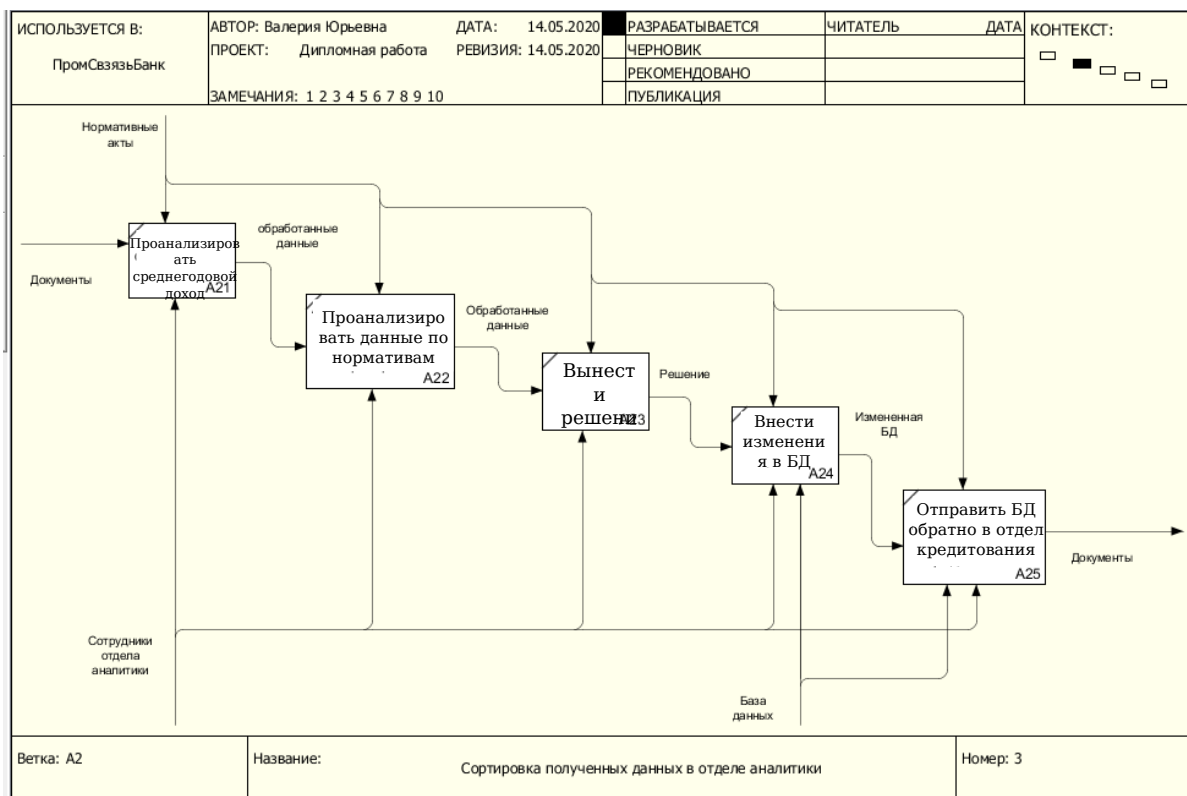 ИСПОЛЬЗУЕТСЯ В:
ПромСвзязьБанк
АВТОР: Валерия Юрьевна
ДАТА: 14.05.2020
ПРОЕКТ: Дипломная работа
РЕВИЗИЯ: 14.05.2020
ЗАМЕЧАНИЯ: 1 2 3 4 5 6 7 8 9 10
РАЗРАБАТЫВАЕТСЯ
ЧЕРНОВИК
РЕКОМЕНДОВАНО
ПУБЛИКАЦИЯ
ЧИТАТЕЛЬ
ДАТА
КОНТЕКСТ:
Нормативные
акты
Документы
Проанализиров
ать
среднегодовой
доход
A21
обработанные
данные
Проанализиро
вать данные по
нормативам
A22
Обработанные
данные
Вынест
и
решени
A23
Решение
Внести
изменени
я в БД
A24
Измененная
БД
Отправить БД
обратно в отдел
кредитования
A25
Документы
Сотрудники
отдела
аналитики
База
данных
Ветка: A2
Название:
Сортировка полученных данных в отделе аналитики
Номер: 3